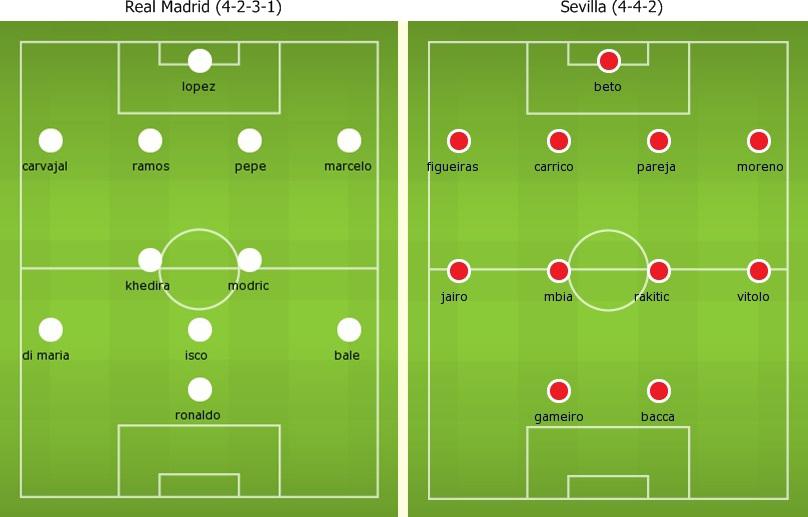 Real Madrid (4-2-3-1)
lopez
carvajal ramos pepe marcelo
khedira modric
di maria isco bale
ronaldo
Sevilla (4-4-2)
beto
figueiras carrico pareja moreno
jairo mbia rakitic vitolo
gameiro bacca